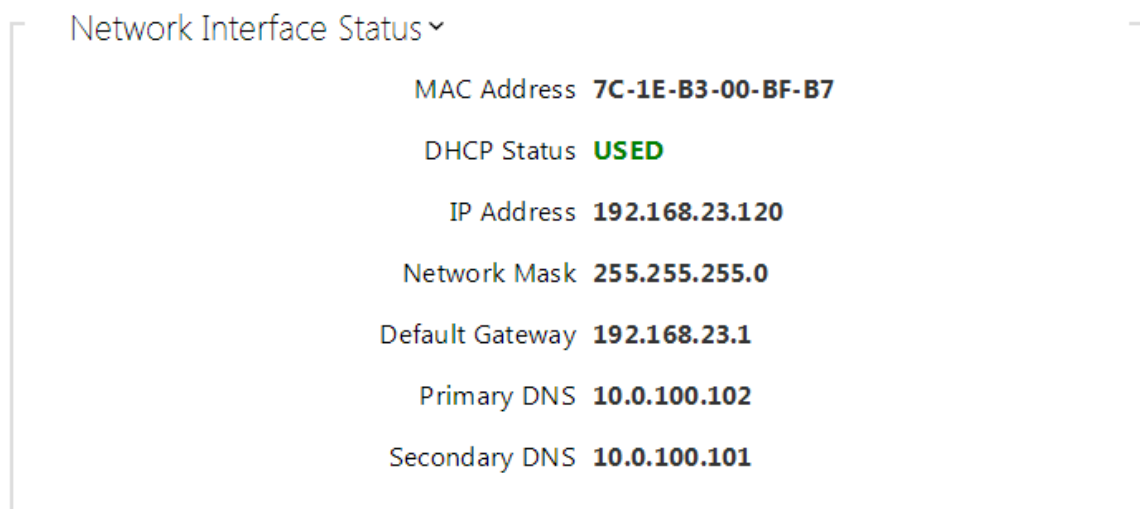 Network Interface Status
MAC Address 7C-1E-B3-00-BF-B7
DHCP Status USED
IP Address 192.168.23.120
Network Mask 255.255.255.0
Default Gateway 192.168.23.1
Primary DNS 10.0.100.102
Secondary DNS 10.0.100.101